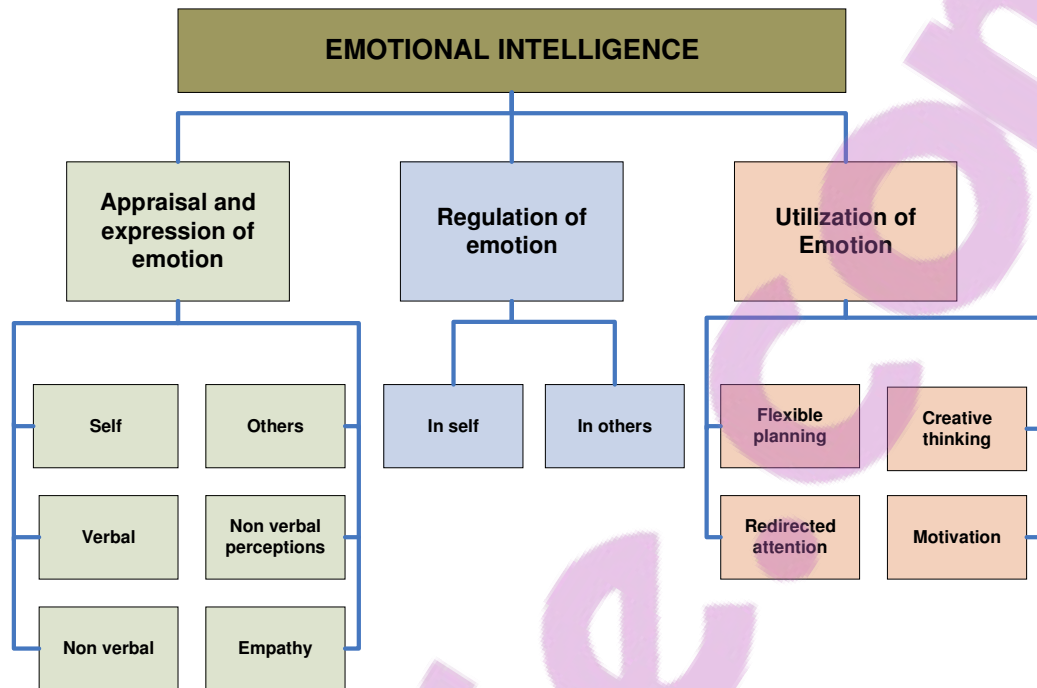 EMOTIONAL INTELLIGENCE
Appraisal and
expression of
emotion
Regulation of
emotion
Utilization of
Emotion
Self
Others
In self
In others
Flexible
planning
Creative
thinking
Verbal
Non verbal
perceptions
Redirected
attention
Motivation
Non verbal
Empathy
e.com